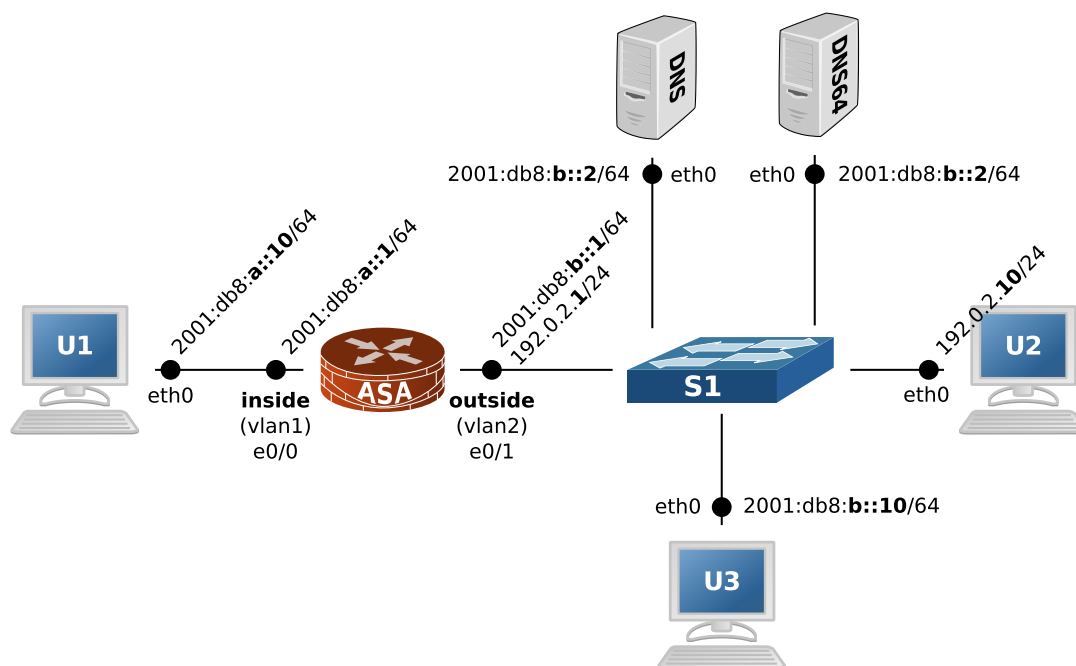 DNS
DNS64
2001:db8:b::2/64
eth0
eth0
2001:db8:b::2/64
2001:db8:a::10/64
2001:db8:a::1/64
2001:db8:b::1/64
192.0.2.1/24
192.0.2.10/24
U1
ASA
S1
U2
eth0
inside
(vlan1)
e0/0
outside
(vlan2)
e0/1
eth0
eth0
2001:db8:b::10/64
U3